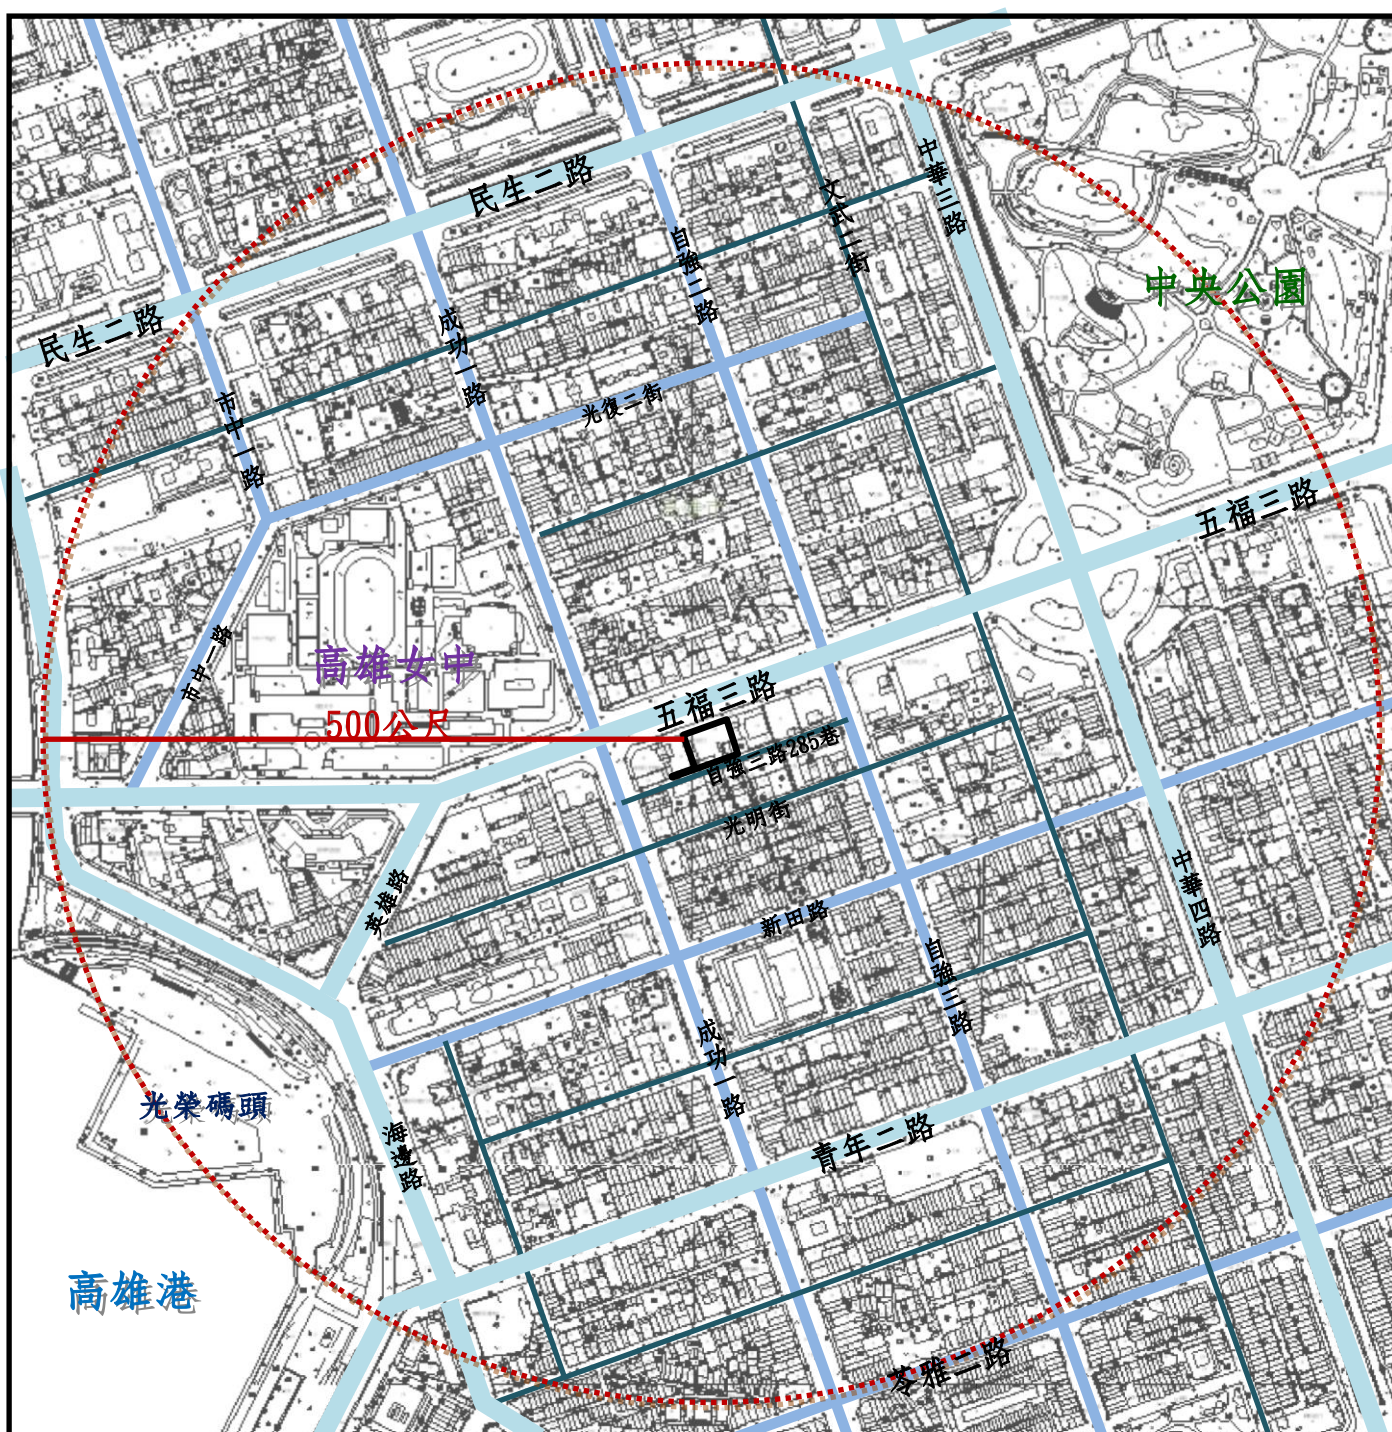 民生二路
中華三路
文武二街
自強二路
中央公園
民生二路
成功一路
市中一路
光復二街
五福三路
市中一路
高雄女中
500公尺
五福三路
自強三路285巷
光明街
英雄路
中華四路
新田路
自強三路
成功一路
光榮碼頭
海邊路
青年二路
高雄港
苓雅二路